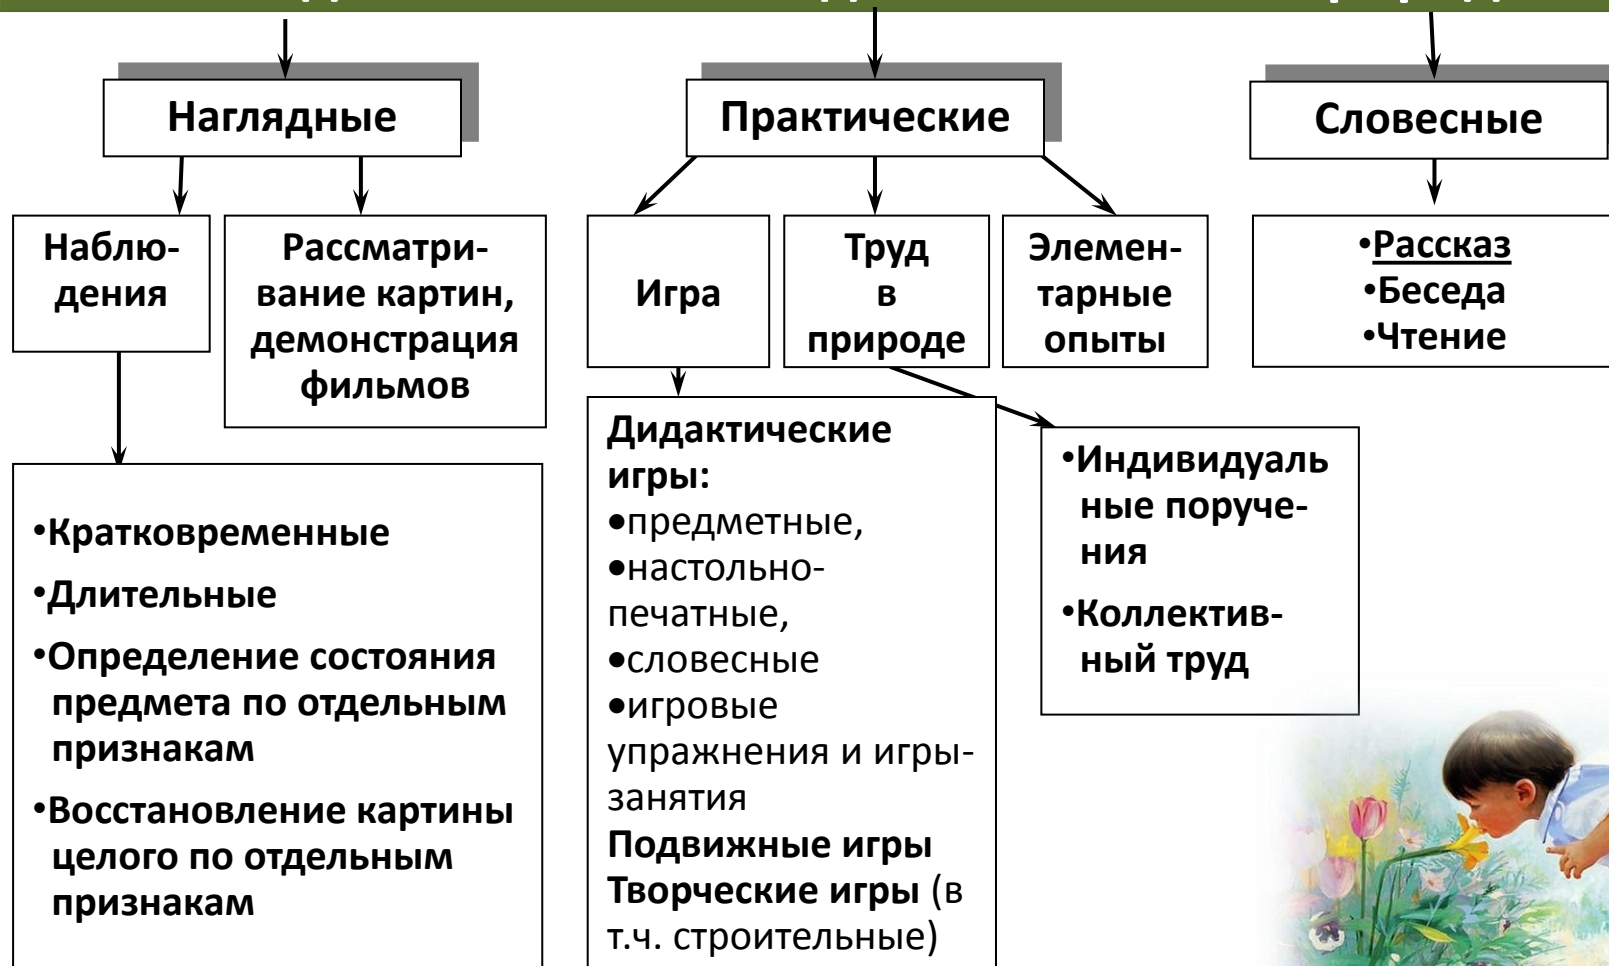 Наглядные
Практические
Словесные
Наблю-
дения
Рассматри-
вание картин,
демонстрация
фильмов
Игра
Труд
в
природе
Элемен-
тарные
опыты
•Рассказ
•Беседа
•Чтение
•Кратковременные
•Длительные
•Определение состояния
предмета по отдельным
признакам
•Восстановление картины
целого по отдельным
признакам
Дидактические
игры:
•предметные,
•настольно-
печатные,
•словесные
•игровые
упражнения и игры-
занятия
Подвижные игры
Творческие игры (в
т.ч. строительные)
•Индивидуаль
ные поруче-
ния
•Коллектив-
ный труд